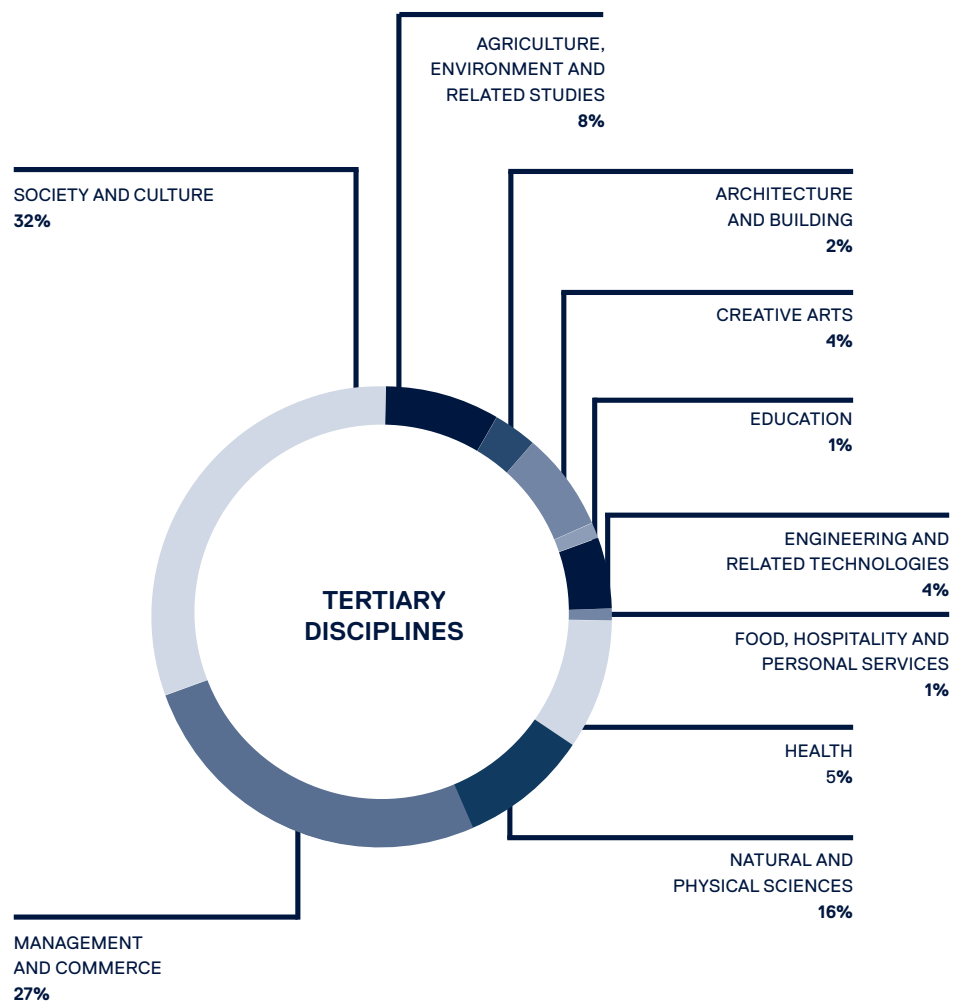 AGRICULTURE,
ENVIRONMENT AND
RELATED STUDIES
8%
SOCIETY AND CULTURE
32%
ARCHITECTURE
AND BUILDING
2%
CREATIVE ARTS
4%
EDUCATION
1%
ENGINEERING AND
RELATED TECHNOLOGIES
4%
TERTIARY
DISCIPLINES
FOOD, HOSPITALITY AND
PERSONAL SERVICES
1%
HEALTH
5%
NATURAL AND
PHYSICAL SCIENCES
16%
MANAGEMENT
AND COMMERCE
27%